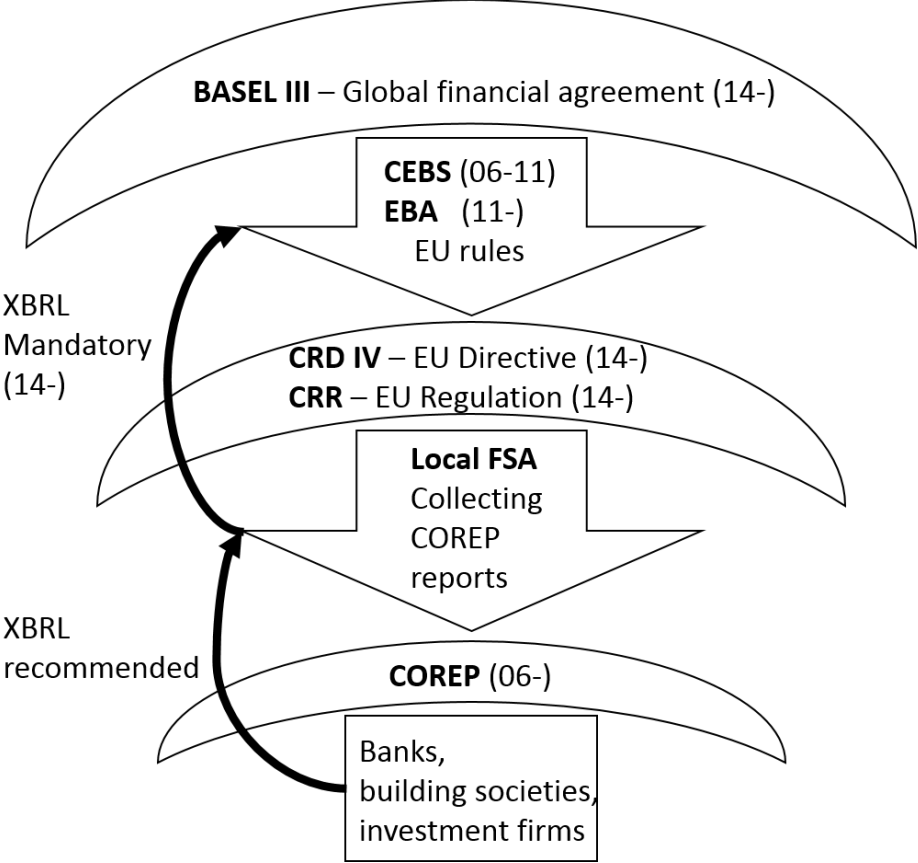 BASEL III – Global financial agreement (14-)
CEBS (06-11)
EBA (11-)
EU rules
XBRL
Mandatory
(14-)
CRD IV – EU Directive (14-)
CRR – EU Regulation (14-)
Local FSA
Collecting
COREP
reports
XBRL
recommended
COREP (06-)
Banks,
building societies,
investment firms